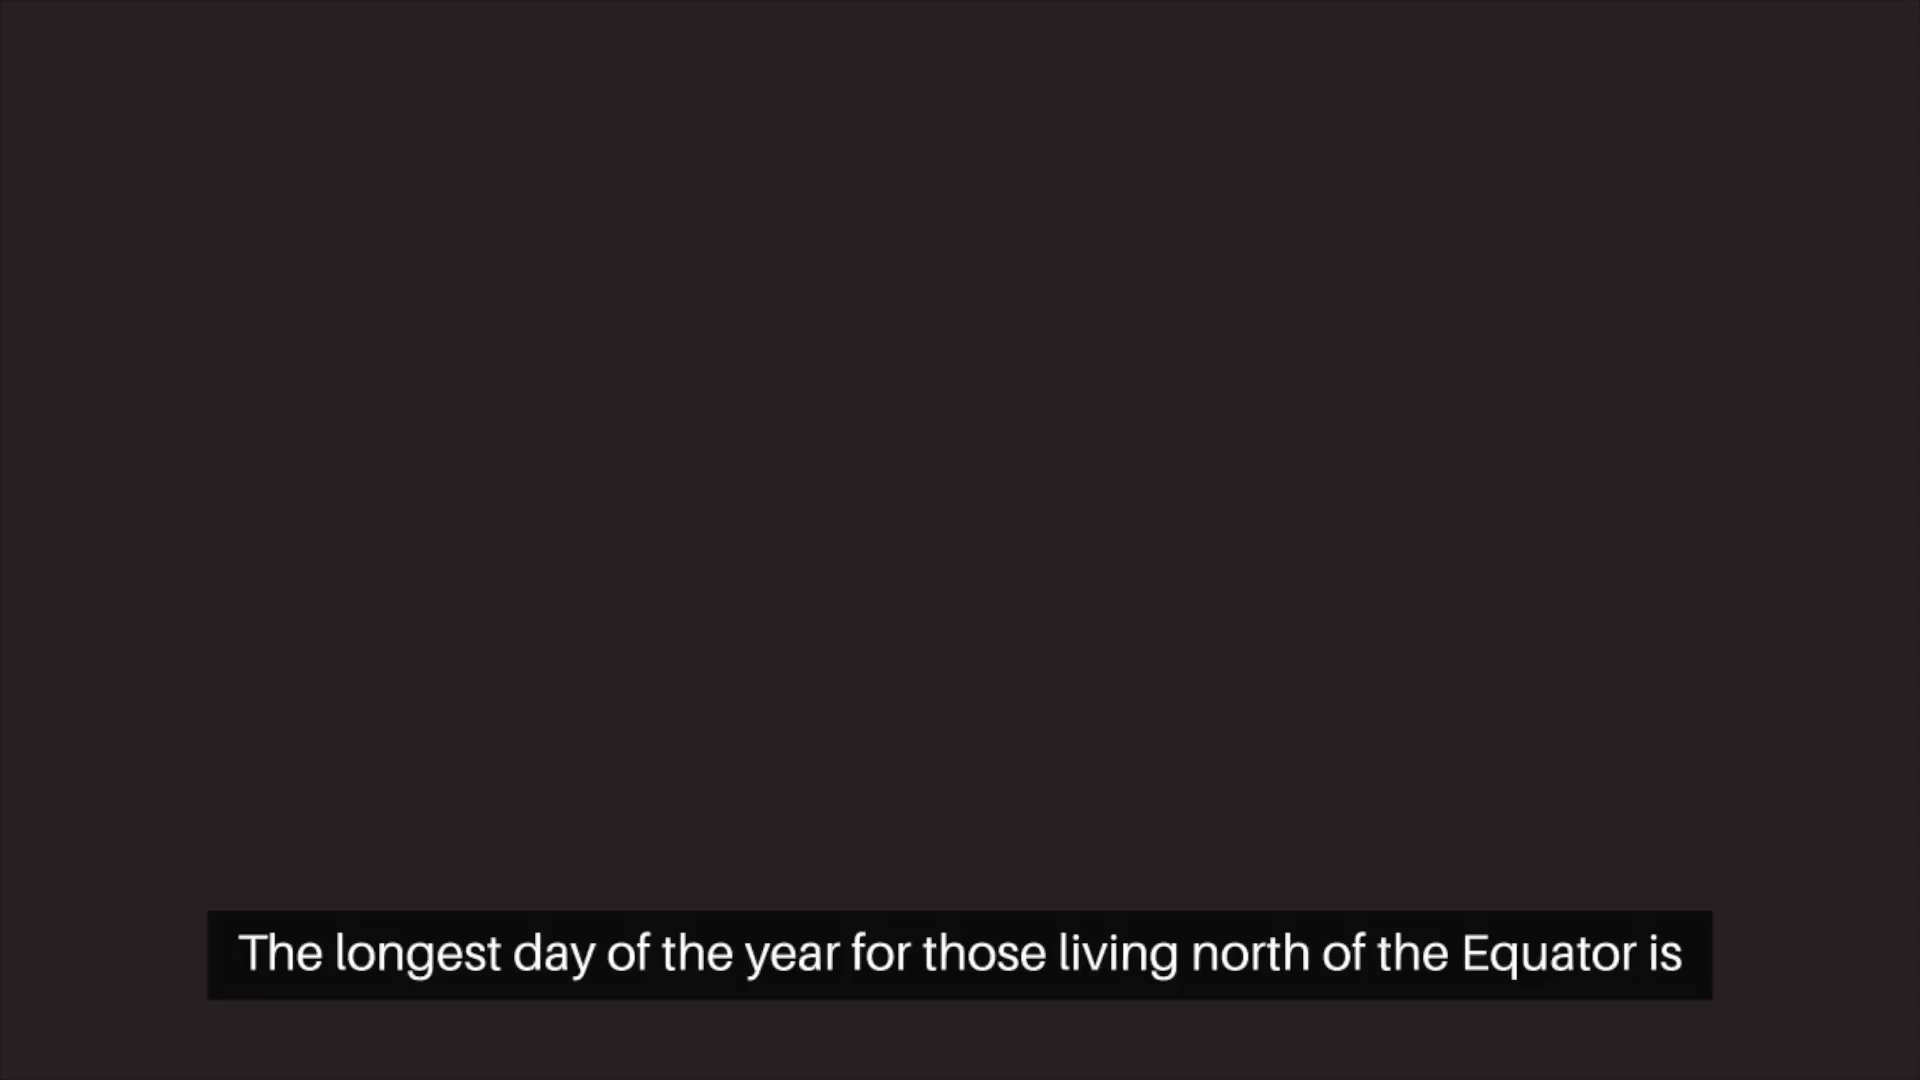 The longest day of the year for those living north of the Equator is